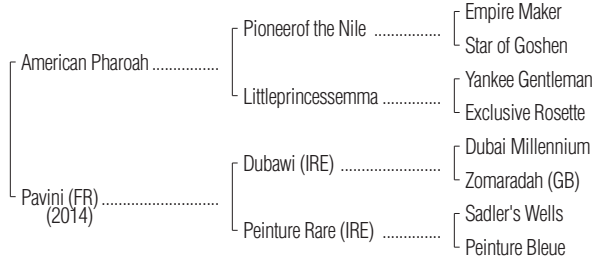 Empire Maker
Pioneerof the Nile ................
Star of Goshen
American Pharoah ................
Yankee Gentleman
Littleprincessemma ..............
Exclusive Rosette
Dubai Millennium
Dubawi (IRE) ........................
Zomaradah (GB)
Pavini (FR) ............................
(2014)
Sadler's Wells
Peinture Rare (IRE) ..............
Peinture Bleue